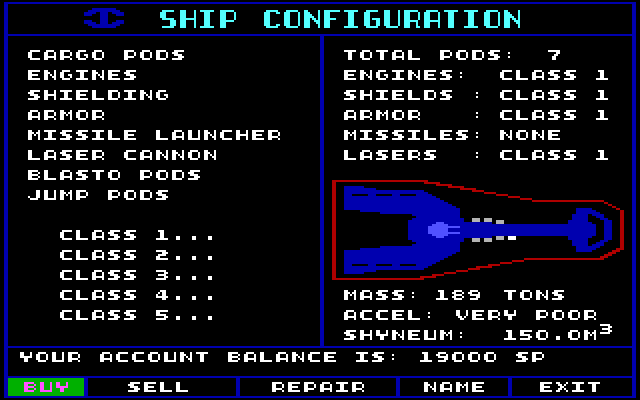 SHIP CONFIGURATION
CARGO PODS
ENGINES
SHIELDING
ARMOR
MISSILE LAUNCHER
LASER CANNON
BLASTO PODS
JUMP PODS
CLASS 1...
CLASS 2...
CLASS 3...
CLASS 4...
CLASS 5...
TOTAL PODS: 7
ENGINES: CLASS 1
SHIELDS : CLASS 1
ARMOR : CLASS 1
MISSILES: NONE
LASERS : CLASS 1
MASS: 189 TONS
ACCEL: VERY POOR
SHYNEUM: 150.0M³
YOUR ACCOUNT BALANCE IS: 19000 SP
BUY SELL REPAIR NAME EXIT